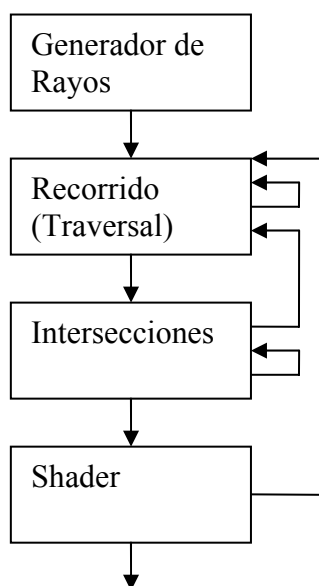 Generador de
Rayos
Recorrido
(Traversal)
Intersecciones
Shader